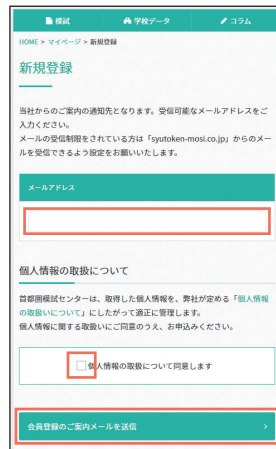 模試 学校データ コラム
HOME > マイページ > 新規登録
新規登録
当社からのご案内の通知先となります。受信可能なメールアドレスをご
入力ください。
メールの受信制限をされている方は「syutoken-mosi.co.jp」からのメー
ルを受信できるよう設定をお願いいたします。
メールアドレス
個人情報の取扱について
首都圏模試センターは、取得した個人情報を、弊社が定める「個人情報
の取扱いについて」にしたがって適正に管理します。
個人情報に関する取扱いにご同意のうえ、お申込みください。
個人情報の取扱について同意します
会員登録のご案内メールを送信